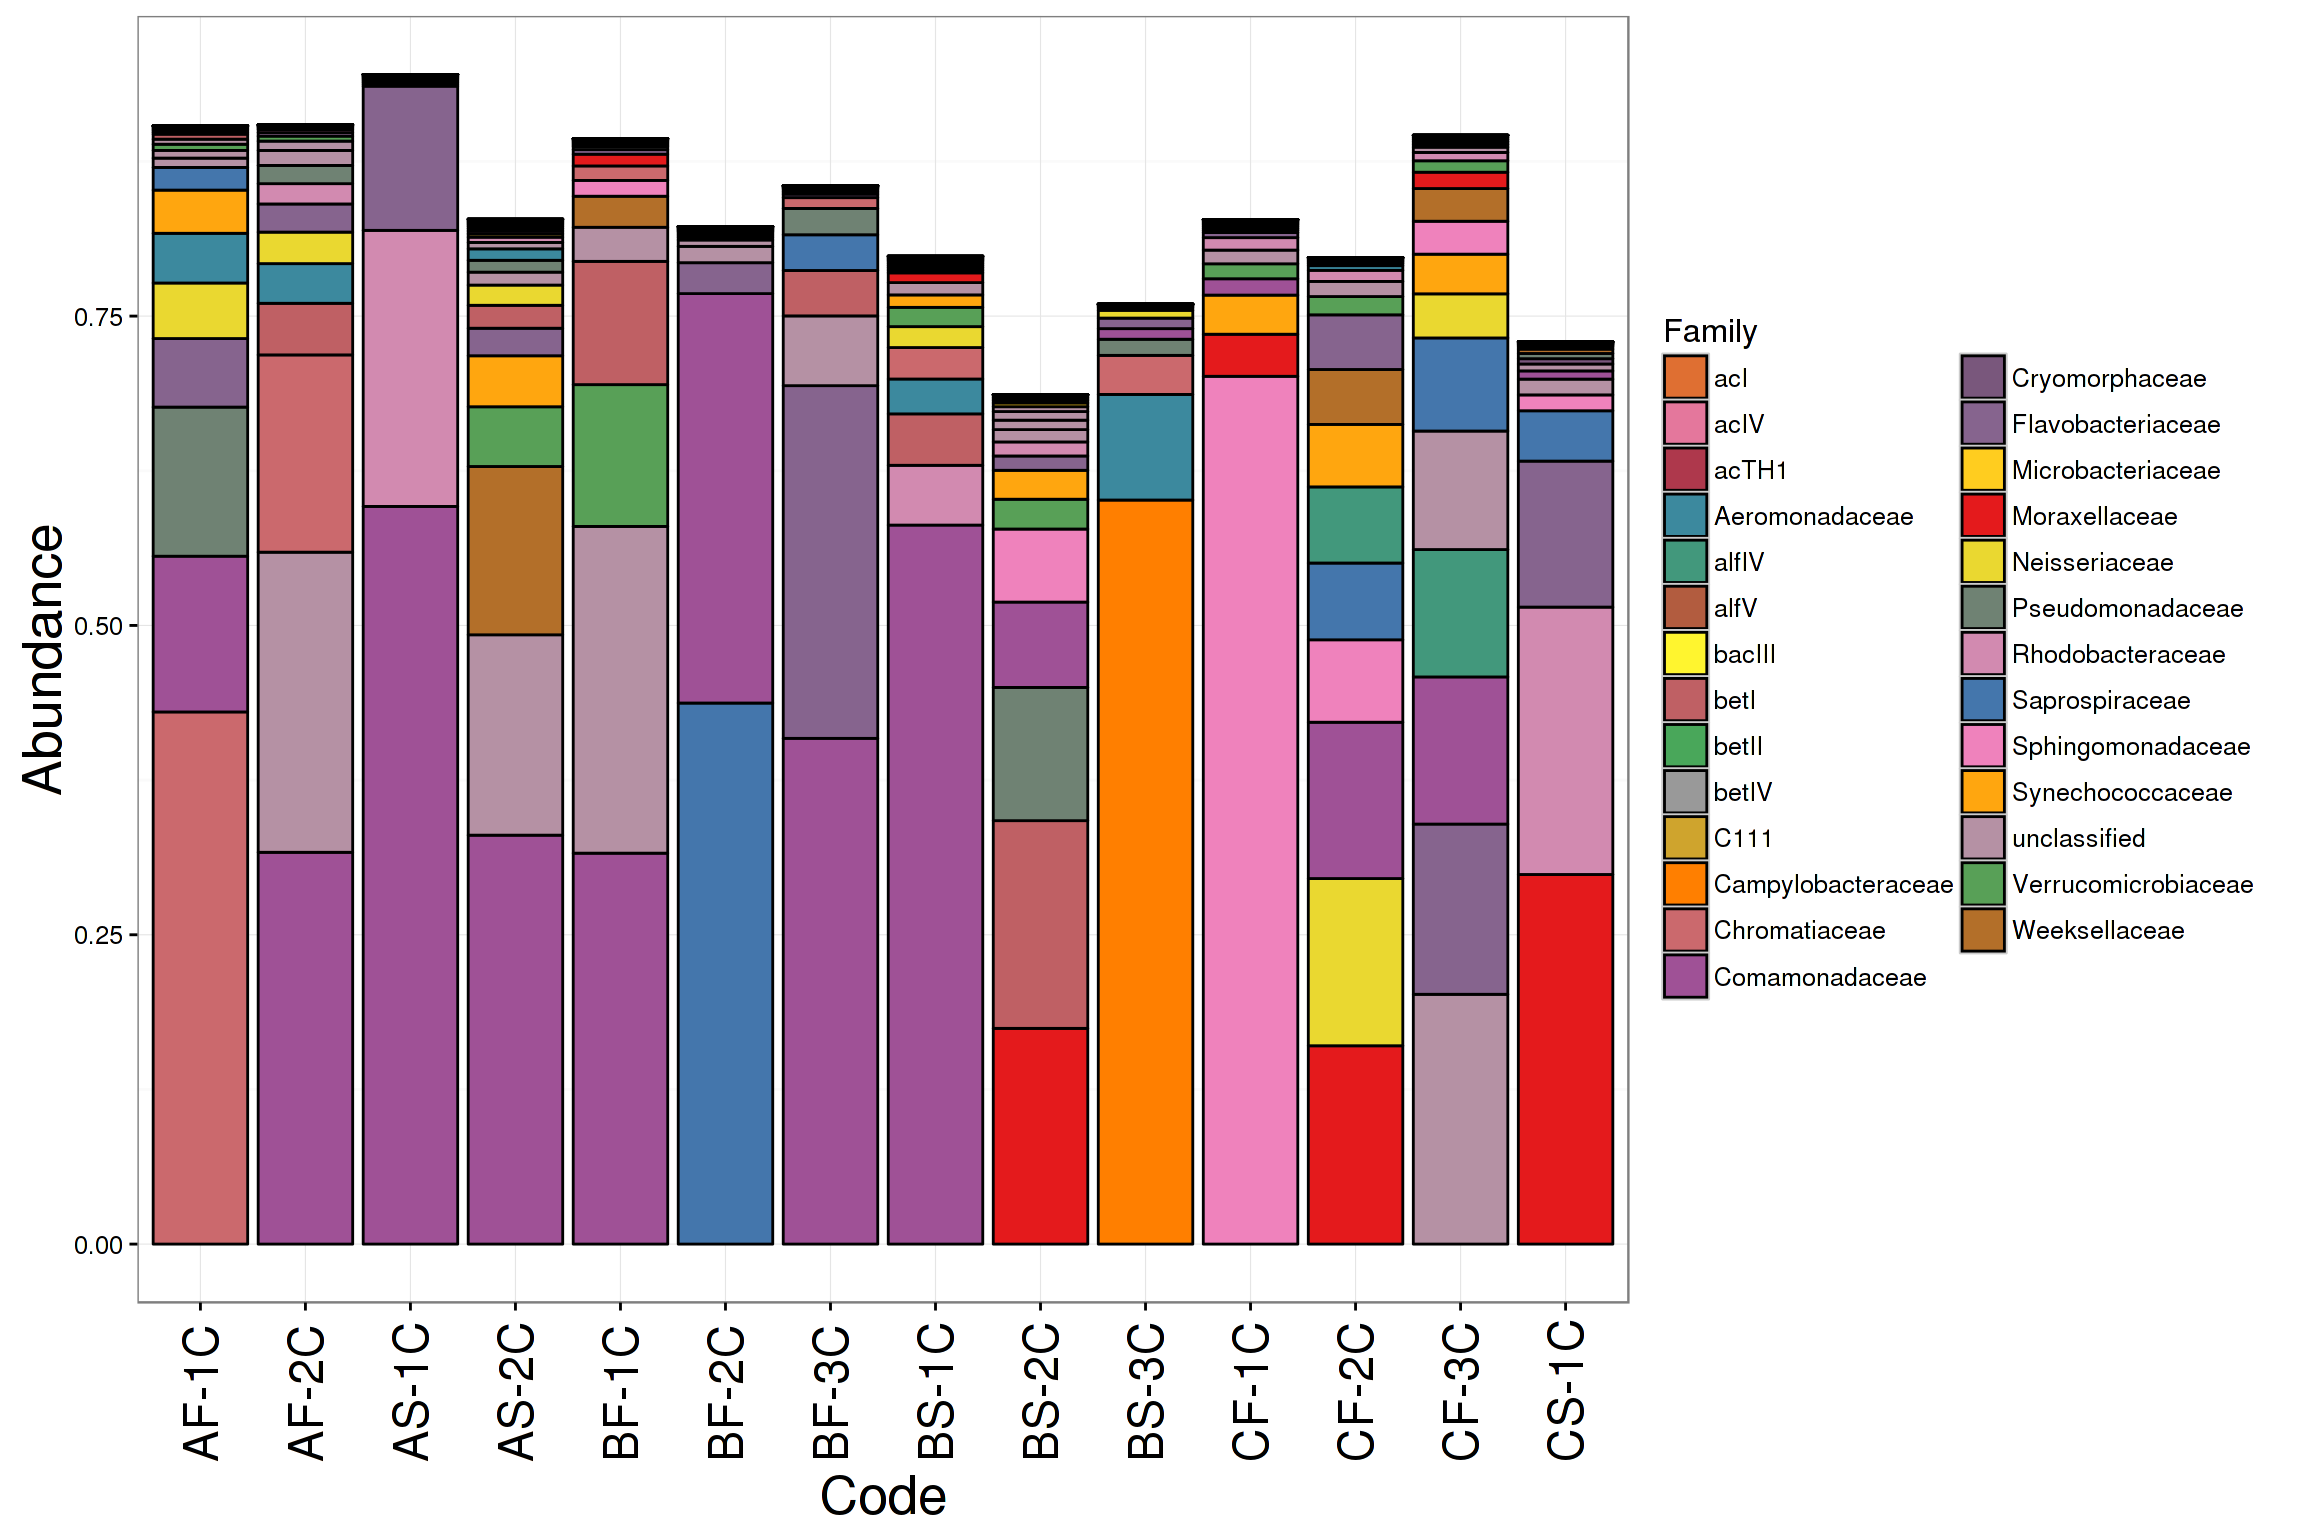 Abundance
0.75
0.50
0.25
0.00
AF-1C
AF-2C
AS-1C
AS-2C
BF-1C
BF-2C
BF-3C
BS-1C
BS-2C
BS-3C
CF-1C
CF-2C
CF-3C
CS-1C
Code
Family
acI
acIV
acTH1
Aeromonadaceae
alfIV
alfV
bacIII
betI
betII
betIV
C111
Campylobacteraceae
Chromatiaceae
Comamonadaceae
Cryomorphaceae
Flavobacteriaceae
Microbacteriaceae
Moraxellaceae
Neisseriaceae
Pseudomonadaceae
Rhodobacteraceae
Saprospiraceae
Sphingomonadaceae
Synechococcaceae
unclassified
Verrucomicrobiaceae
Weeksellaceae